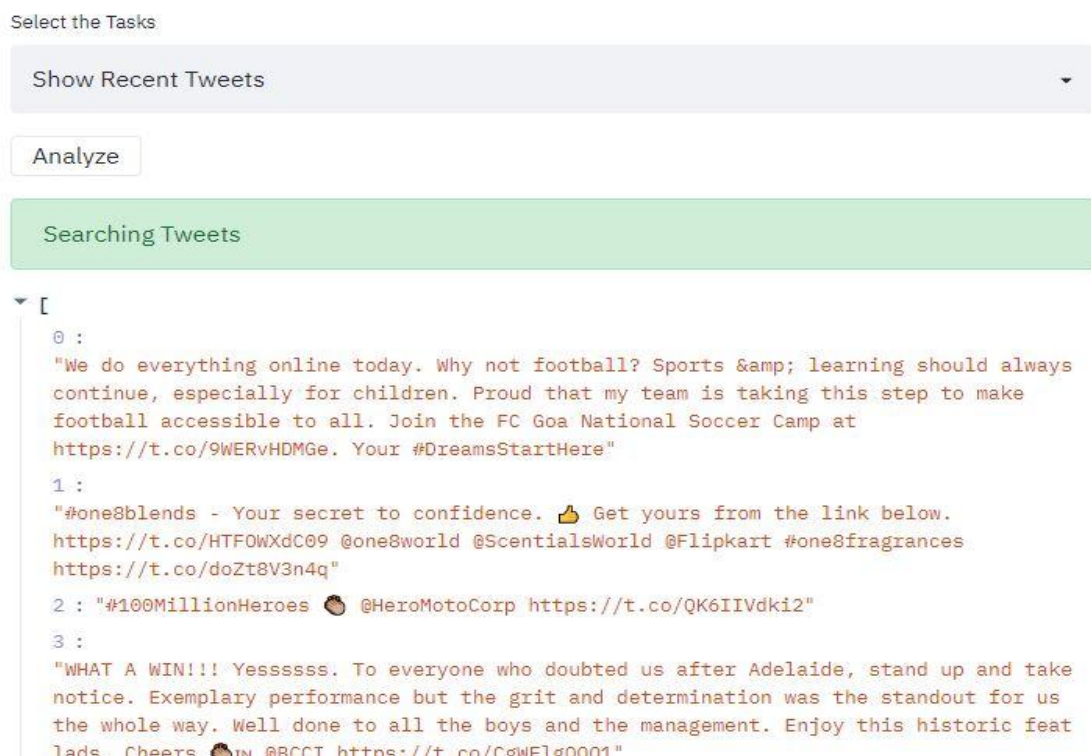 Select the Tasks
Show Recent Tweets
Analyze
Searching Tweets
[
0 :
"We do everything online today. Why not football? Sports &amp; learning should always
continue, especially for children. Proud that my team is taking this step to make
football accessible to all. Join the FC Goa National Soccer Camp at
https://t.co/9WERvHDMGe. Your #DreamsStartHere"
1 :
"#one8blends - Your secret to confidence. 👍 Get yours from the link below.
https://t.co/HTFOWXdC09 @one8world @ScentialsWorld @Flipkart #one8fragrances
https://t.co/doZt8V3n4q"
2 : "#100MillionHeroes 👏🏽 @HeroMotoCorp https://t.co/QK6IIVdki2"
3 :
"WHAT A WIN!!! Yessssss. To everyone who doubted us after Adelaide, stand up and take
notice. Exemplary performance but the grit and determination was the standout for us
the whole way. Well done to all the boys and the management. Enjoy this historic feat
lads. Cheers 👏🏽🇮🇳 @BCCI https://t.co/CgWElgOOO1"